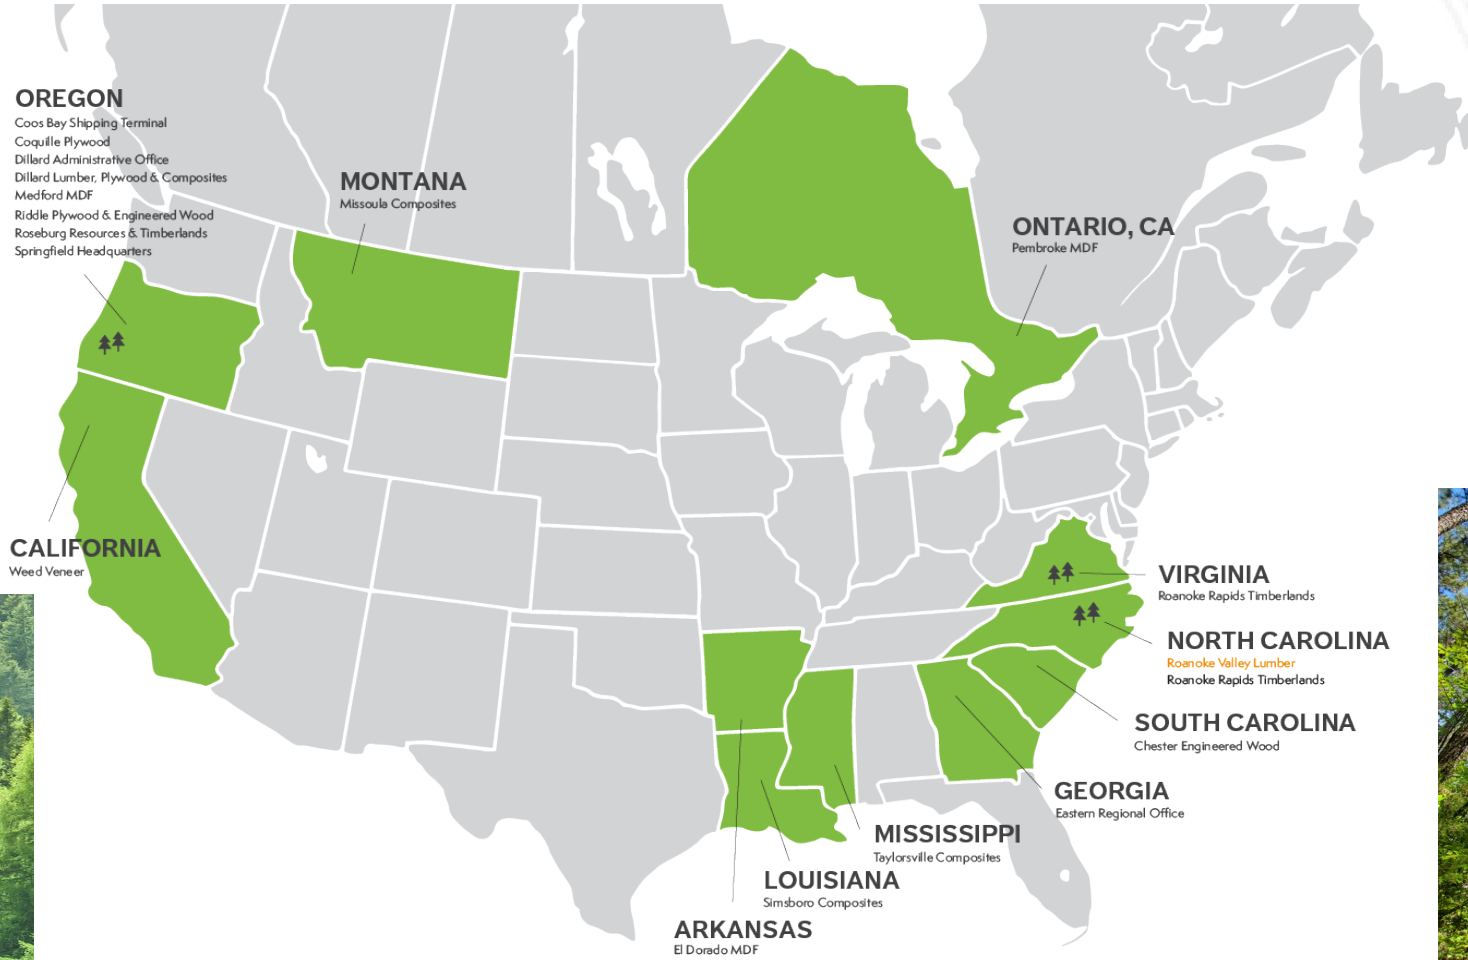 OREGON
Coos Bay Shipping Terminal
Coquille Plywood
Dillard Administrative Office
Dillard Lumber, Plywood & Composites
Medford MDF
Riddle Plywood & Engineered Wood
Roseburg Resources & Timberlands
Springfield Headquarters
MONTANA
Missoula Composites
ONTARIO, CA
Pembroke MDF
CALIFORNIA
Weed Veneer
VIRGINIA
Roanoke Rapids Timberlands
NORTH CAROLINA
Roanoke Valley Lumber
Roanoke Rapids Timberlands
SOUTH CAROLINA
Chester Engineered Wood
GEORGIA
Eastern Regional Office
MISSISSIPPI
Taylorsville Composites
LOUISIANA
Simsboro Composites
ARKANSAS
El Dorado MDF